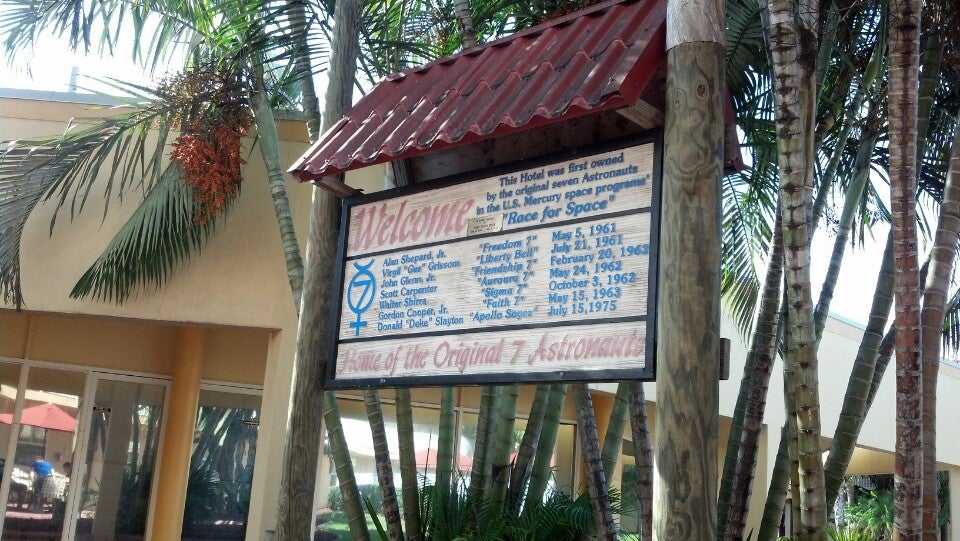 Welcome
This Hotel was first owned
by the original seven Astronauts
in the U.S. Mercury space programs'
"Race for Space"
7
Alan Shepard, Jr. "Freedom 7" May 5, 1961
Virgil "Gus" Grissom "Liberty Bell" July 21, 1961
John Glenn, Jr. "Friendship 7" February 20, 1962
Scott Carpenter "Auroura 7" May 24, 1962
Walter Shirra "Sigma 7" October 3, 1962
Gordon Cooper, Jr. "Faith 7" May 15, 1963
Donald "Deke" Slayton "Apollo Soyez" July 15, 1975
Home of the Original 7 Astronauts